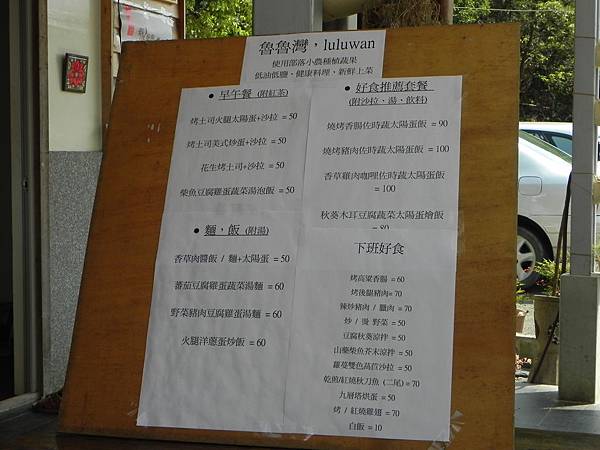 魯魯灣，luluwan
使用部落小農種植蔬果
低油低鹽、健康料理、新鮮上菜
• 早午餐 (附紅茶)
烤土司火腿太陽蛋+沙拉 = 50
烤土司美式炒蛋+沙拉 = 50
花生烤土司+沙拉 = 50
柴魚豆腐雞蛋蔬菜湯泡飯 = 50
• 麵，飯 (附湯)
香草肉醬飯 / 麵+太陽蛋 = 50
蕃茄豆腐雞蛋蔬菜湯麵 = 60
野菜豬肉豆腐雞蛋湯麵 = 60
火腿洋蔥蛋炒飯 = 60
• 好食推薦套餐
(附沙拉、湯、飲料)
燒烤香腸佐時蔬太陽蛋飯 = 90
燒烤豬肉佐時蔬太陽蛋飯 = 100
香草雞肉咖哩佐時蔬太陽蛋飯
= 100
秋葵木耳豆腐蔬菜太陽蛋燴飯
= 80
下班好食
烤高粱香腸 = 60
烤後腿豬肉= 70
辣炒豬肉 / 鹹肉 = 70
炒 / 燙 野菜 = 50
豆腐秋葵涼拌 = 50
山藥柴魚芥末涼拌 = 50
蘿蔓雙色萵苣沙拉 = 50
乾煎/紅燒秋刀魚 (二尾)= 70
九層塔烘蛋 = 50
烤 / 紅燒雞翅 = 70
白飯 = 10